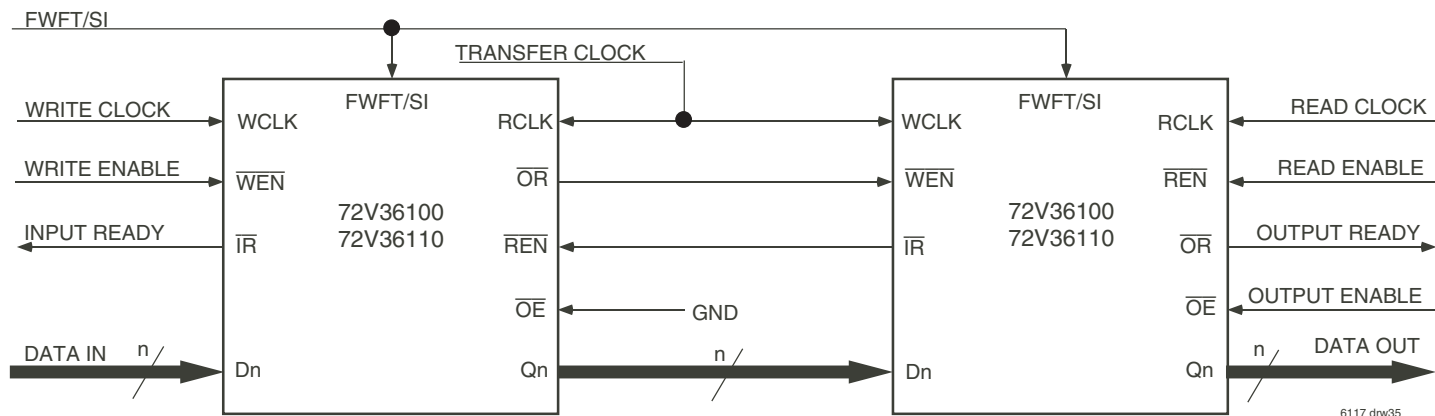 FWFT/SI
TRANSFER CLOCK
FWFT/SI
FWFT/SI
WRITE CLOCK
WCLK
RCLK
WCLK
RCLK
READ CLOCK
WRITE ENABLE
WEN
OR
WEN
REN
READ ENABLE
72V36100
72V36110
72V36100
72V36110
INPUT READY
IR
REN
IR
OR
OUTPUT READY
OE
GND
OE
OUTPUT ENABLE
DATA IN
n
Dn
Qn
n
Dn
Qn
n
DATA OUT
6117 drw35